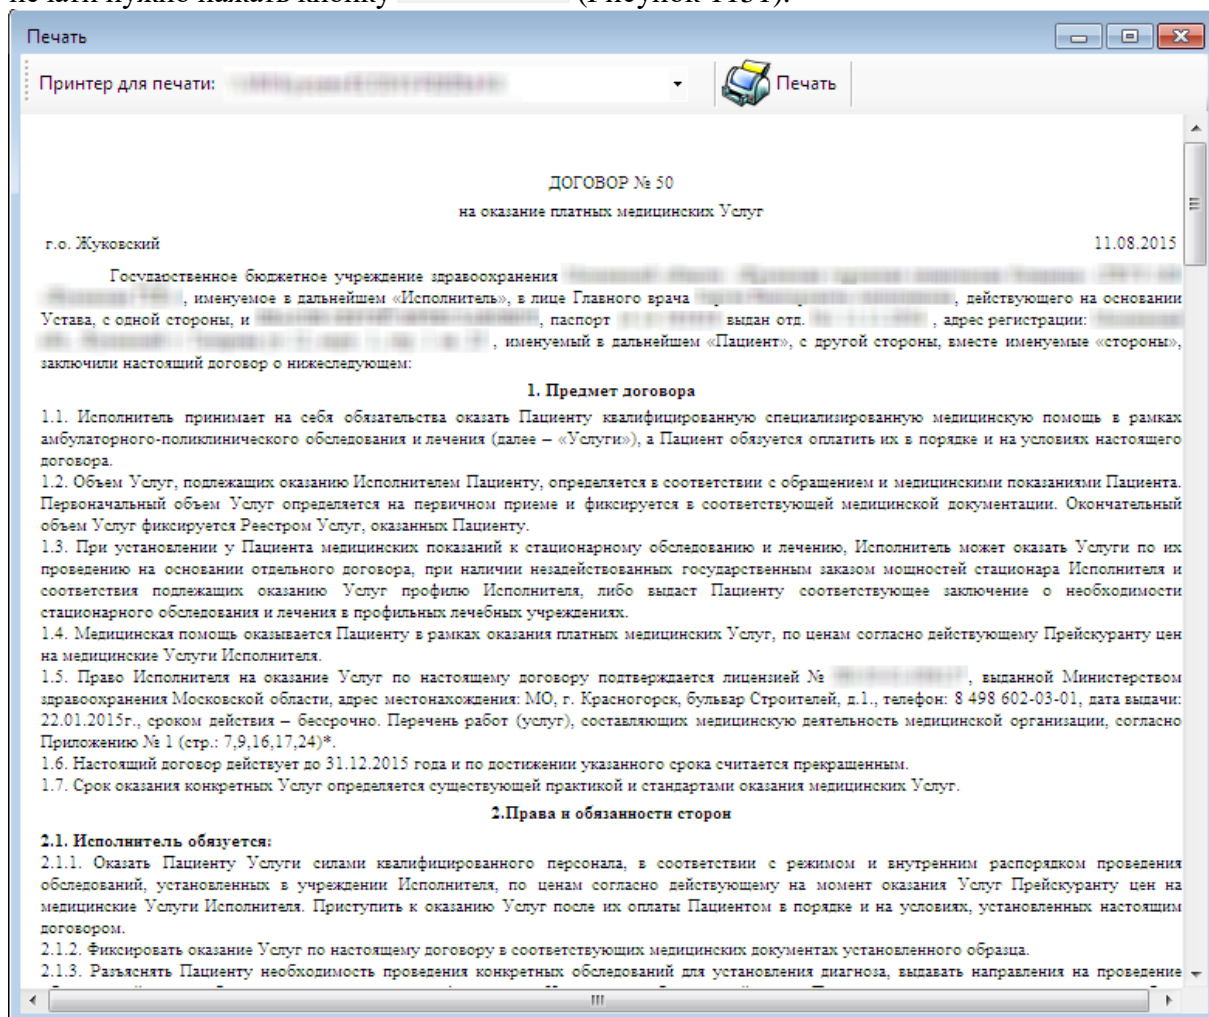 печати нужно нажать кнопку (Рисунок 1151).
Печать
Принтер для печати:
Печать
ДОГОВОР № 50
на оказание платных медицинских Услуг
г.о. Жуковский 11.08.2015
Государственное бюджетное учреждение здравоохранения
, именуемое в дальнейшем «Исполнитель», в лице Главного врача , действующего на основании
Устава, с одной стороны, и , паспорт выдан отд. , адрес регистрации:
, именуемый в дальнейшем «Пациент», с другой стороны, вместе именуемые «стороны»,
заключили настоящий договор о нижеследующем:
1. Предмет договора
1.1. Исполнитель принимает на себя обязательства оказать Пациенту квалифицированную специализированную медицинскую помощь в рамках
амбулаторного-поликлинического обследования и лечения (далее – «Услуги»), а Пациент обязуется оплатить их в порядке и на условиях настоящего
договора.
1.2. Объем Услуг, подлежащих оказанию Исполнителем Пациенту, определяется в соответствии с обращением и медицинскими показаниями Пациента.
Первоначальный объем Услуг определяется на первичном приеме и фиксируется в соответствующей медицинской документации. Окончательный
объем Услуг фиксируется Реестром Услуг, оказанных Пациенту.
1.3. При установлении у Пациента медицинских показаний к стационарному обследованию и лечению, Исполнитель может оказать Услуги по их
проведению на основании отдельного договора, при наличии незадействованных государственным заказом мощностей стационара Исполнителя и
соответствия подлежащих оказанию Услуг профилю Исполнителя, либо выдаст Пациенту соответствующее заключение о необходимости
стационарного обследования и лечения в профильных лечебных учреждениях.
1.4. Медицинская помощь оказывается Пациенту в рамках оказания платных медицинских Услуг, по ценам согласно действующему Прейскуранту цен
на медицинские Услуги Исполнителя.
1.5. Право Исполнителя на оказание Услуг по настоящему договору подтверждается лицензией № , выданной Министерством
здравоохранения Московской области, адрес местонахождения: МО, г. Красногорск, бульвар Строителей, д.1., телефон: 8 498 602-03-01, дата выдачи:
22.01.2015г., сроком действия – бессрочно. Перечень работ (услуг), составляющих медицинскую деятельность медицинской организации, согласно
Приложению № 1 (стр.: 7,9,16,17,24)*.
1.6. Настоящий договор действует до 31.12.2015 года и по достижении указанного срока считается прекращенным.
1.7. Срок оказания конкретных Услуг определяется существующей практикой и стандартами оказания медицинских Услуг.
2.Права и обязанности сторон
2.1. Исполнитель обязуется:
2.1.1. Оказать Пациенту Услуги силами квалифицированного персонала, в соответствии с режимом и внутренним распорядком проведения
обследований, установленных в учреждении Исполнителя, по ценам согласно действующему на момент оказания Услуг Прейскуранту цен на
медицинские Услуги Исполнителя. Приступить к оказанию Услуг после их оплаты Пациентом в порядке и на условиях, установленных настоящим
договором.
2.1.2. Фиксировать оказание Услуг по настоящему договору в соответствующих медицинских документах установленного образца.
2.1.3. Разъяснять Пациенту необходимость проведения конкретных обследований для установления диагноза, выдавать направления на проведение